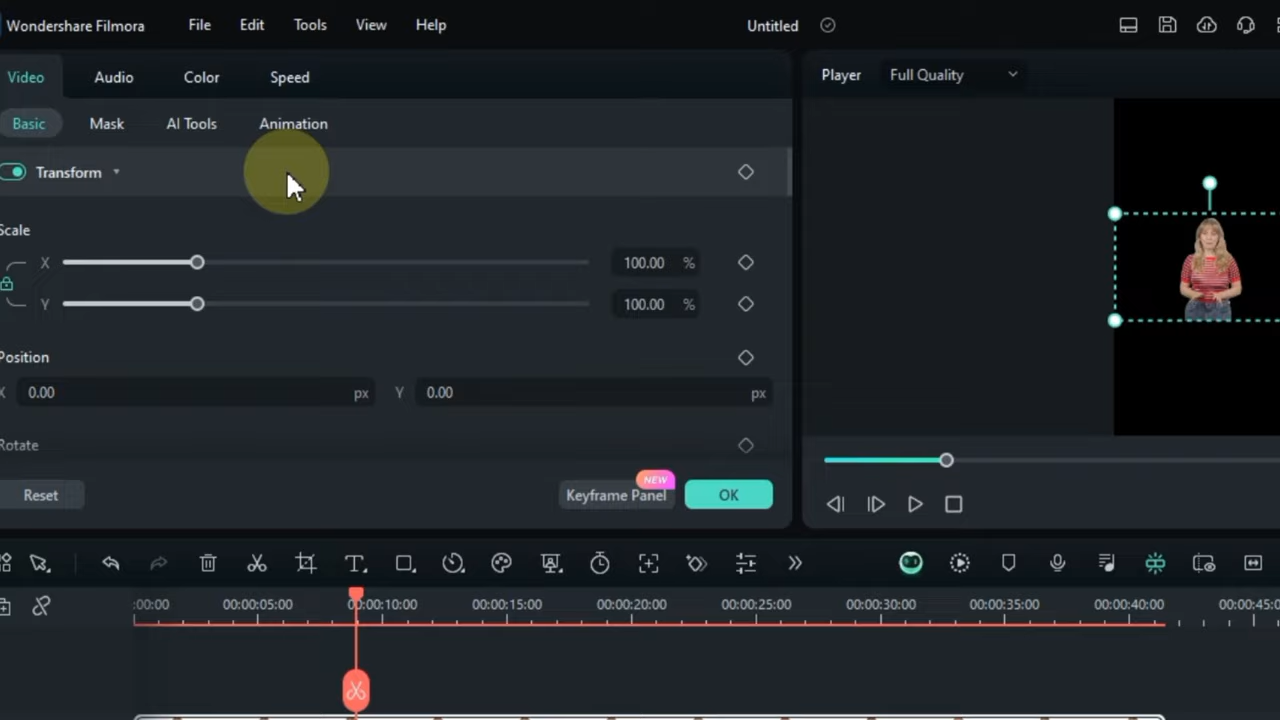 Wondershare Filmora File Edit Tools View Help Untitled
Video Audio Color Speed
Player Full Quality
Basic Mask AI Tools Animation
Transform
Scale
X 100.00 %
Y 100.00 %
Position
X 0.00 px Y 0.00 px
Rotate
NEW
Reset Keyframe Panel OK
:00:00 00:00:05:00 00:00:10:00 00:00:15:00 00:00:20:00 00:00:25:00 00:00:30:00 00:00:35:00 00:00:40:00 00:00:45:0